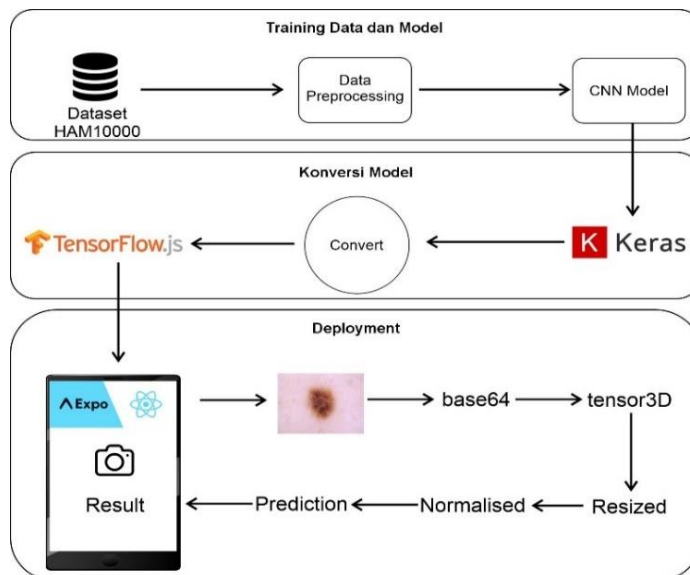 Training Data dan Model
Dataset
HAM10000
Data
Preprocessing
CNN Model
Konversi Model
TensorFlow.js
Convert
K Keras
Deployment
Expo
Result
base64
tensor3D
Prediction
Normalised
Resized